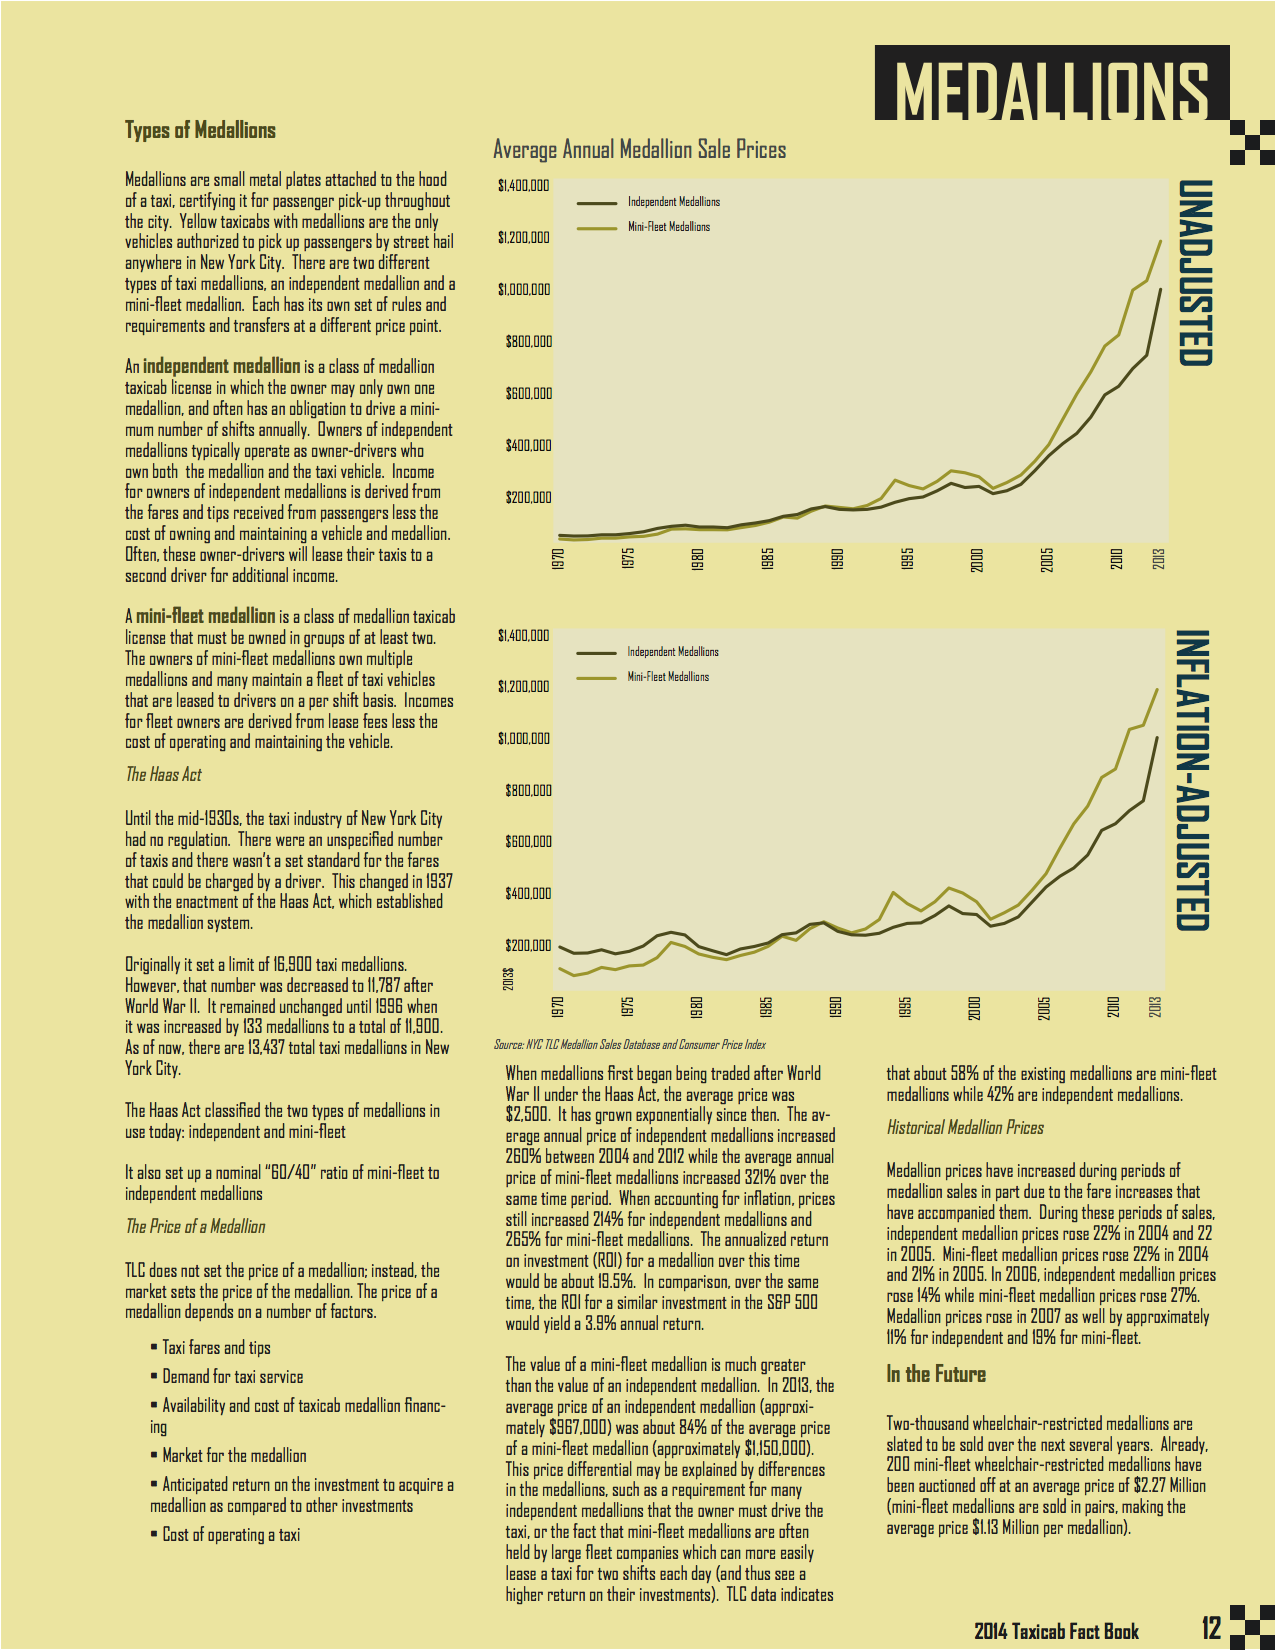 MEDALLIONS
Types of Medallions
Medallions are small metal plates attached to the hood
of a taxi, certifying it for passenger pick-up throughout
the city.  Yellow taxicabs with medallions are the only
vehicles authorized to pick up passengers by street hail
anywhere in New York City.  There are two different
types of taxi medallions, an independent medallion and a
mini-fleet medallion.  Each has its own set of rules and
requirements and transfers at a different price point.
An independent medallion is a class of medallion
taxicab license in which the owner may only own one
medallion, and often has an obligation to drive a mini-
mum number of shifts annually.  Owners of independent
medallions typically operate as owner-drivers who
own both  the medallion and the taxi vehicle.  Income
for owners of independent medallions is derived from
the fares and tips received from passengers less the
cost of owning and maintaining a vehicle and medallion.
Often, these owner-drivers will lease their taxis to a
second driver for additional income.
A mini-fleet medallion is a class of medallion taxicab
license that must be owned in groups of at least two.
The owners of mini-fleet medallions own multiple
medallions and many maintain a fleet of taxi vehicles
that are leased to drivers on a per shift basis.  Incomes
for fleet owners are derived from lease fees less the
cost of operating and maintaining the vehicle.
The Haas Act
Until the mid-1930s, the taxi industry of New York City
had no regulation.  There were an unspecified number
of taxis and there wasn't a set standard for the fares
that could be charged by a driver.  This changed in 1937
with the enactment of the Haas Act, which established
the medallion system.
Originally it set a limit of 16,900 taxi medallions.
However, that number was decreased to 11,787 after
World War II.  It remained unchanged until 1996 when
it was increased by 133 medallions to a total of 11,900.
As of now, there are 13,437 total taxi medallions in New
York City.
The Haas Act classified the two types of medallions in
use today: independent and mini-fleet
It also set up a nominal "60/40" ratio of mini-fleet to
independent medallions
The Price of a Medallion
TLC does not set the price of a medallion; instead, the
market sets the price of the medallion. The price of a
medallion depends on a number of factors.
▪ Taxi fares and tips
▪ Demand for taxi service
▪ Availability and cost of taxicab medallion financ-
ing
▪ Market for the medallion
▪ Anticipated return on the investment to acquire a
medallion as compared to other investments
▪ Cost of operating a taxi
Average Annual Medallion Sale Prices
UNADJUSTED
Independent Medallions
Mini-Fleet Medallions
$1,400,000
$1,200,000
$1,000,000
$800,000
$600,000
$400,000
$200,000
1970
1975
1980
1985
1990
1995
2000
2005
2010
2013
INFLATION-ADJUSTED
Independent Medallions
Mini-Fleet Medallions
$1,400,000
$1,200,000
$1,000,000
$800,000
$600,000
$400,000
$200,000
2013$
1970
1975
1980
1985
1990
1995
2000
2005
2010
2013
Source: NYC TLC Medallion Sales Database and Consumer Price Index
When medallions first began being traded after World
War II under the Haas Act, the average price was
$2,500.  It has grown exponentially since then.  The av-
erage annual price of independent medallions increased
260% between 2004 and 2012 while the average annual
price of mini-fleet medallions increased 321% over the
same time period.  When accounting for inflation, prices
still increased 214% for independent medallions and
265% for mini-fleet medallions.  The annualized return
on investment (ROI) for a medallion over this time
would be about 19.5%.  In comparison, over the same
time, the ROI for a similar investment in the S&P 500
would yield a 3.9% annual return.
The value of a mini-fleet medallion is much greater
than the value of an independent medallion.  In 2013, the
average price of an independent medallion (approxi-
mately $967,000) was about 84% of the average price
of a mini-fleet medallion (approximately $1,150,000).
This price differential may be explained by differences
in the medallions, such as a requirement for many
independent medallions that the owner must drive the
taxi, or the fact that mini-fleet medallions are often
held by large fleet companies which can more easily
lease a taxi for two shifts each day (and thus see a
higher return on their investments).  TLC data indicates
that about 58% of the existing medallions are mini-fleet
medallions while 42% are independent medallions.
Historical Medallion Prices
Medallion prices have increased during periods of
medallion sales in part due to the fare increases that
have accompanied them.  During these periods of sales,
independent medallion prices rose 22% in 2004 and 22
in 2005.  Mini-fleet medallion prices rose 22% in 2004
and 21% in 2005. In 2006, independent medallion prices
rose 14% while mini-fleet medallion prices rose 27%.
Medallion prices rose in 2007 as well by approximately
11% for independent and 19% for mini-fleet.
In the Future
Two-thousand wheelchair-restricted medallions are
slated to be sold over the next several years.  Already,
200 mini-fleet wheelchair-restricted medallions have
been auctioned off at an average price of $2.27 Million
(mini-fleet medallions are sold in pairs, making the
average price $1.13 Million per medallion).
2014 Taxicab Fact Book 12